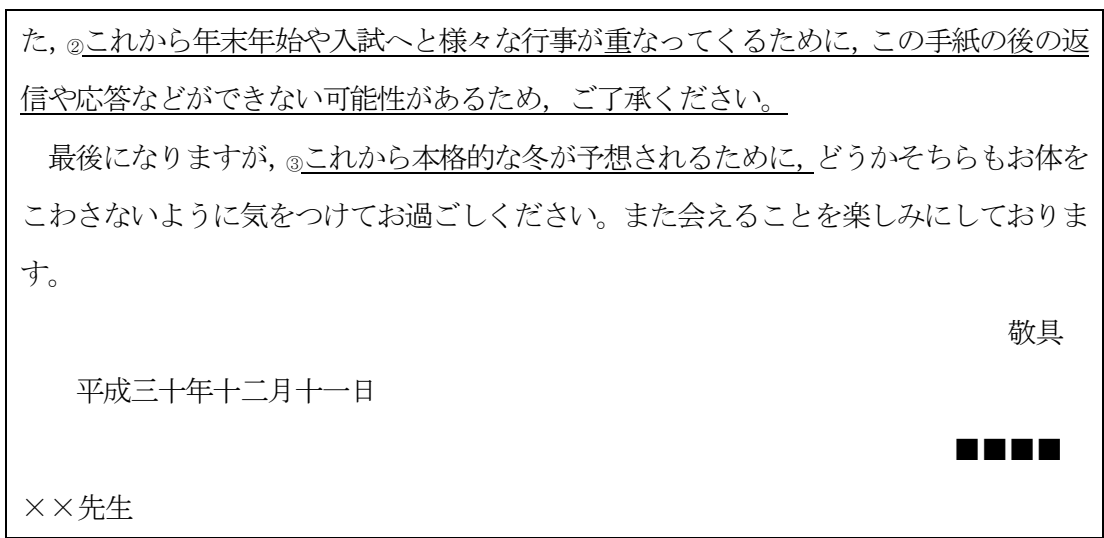 た，②これから年末年始や入試へと様々な行事が重なってくるために，この手紙の後の返
信や応答などができない可能性があるため，ご了承ください。
最後になりますが，③これから本格的な冬が予想されるために，どうかそちらもお体を
こわさないように気をつけてお過ごしください。また会えることを楽しみにしておりま
す。
敬具
平成三十年十二月十一日
■■■■
××先生